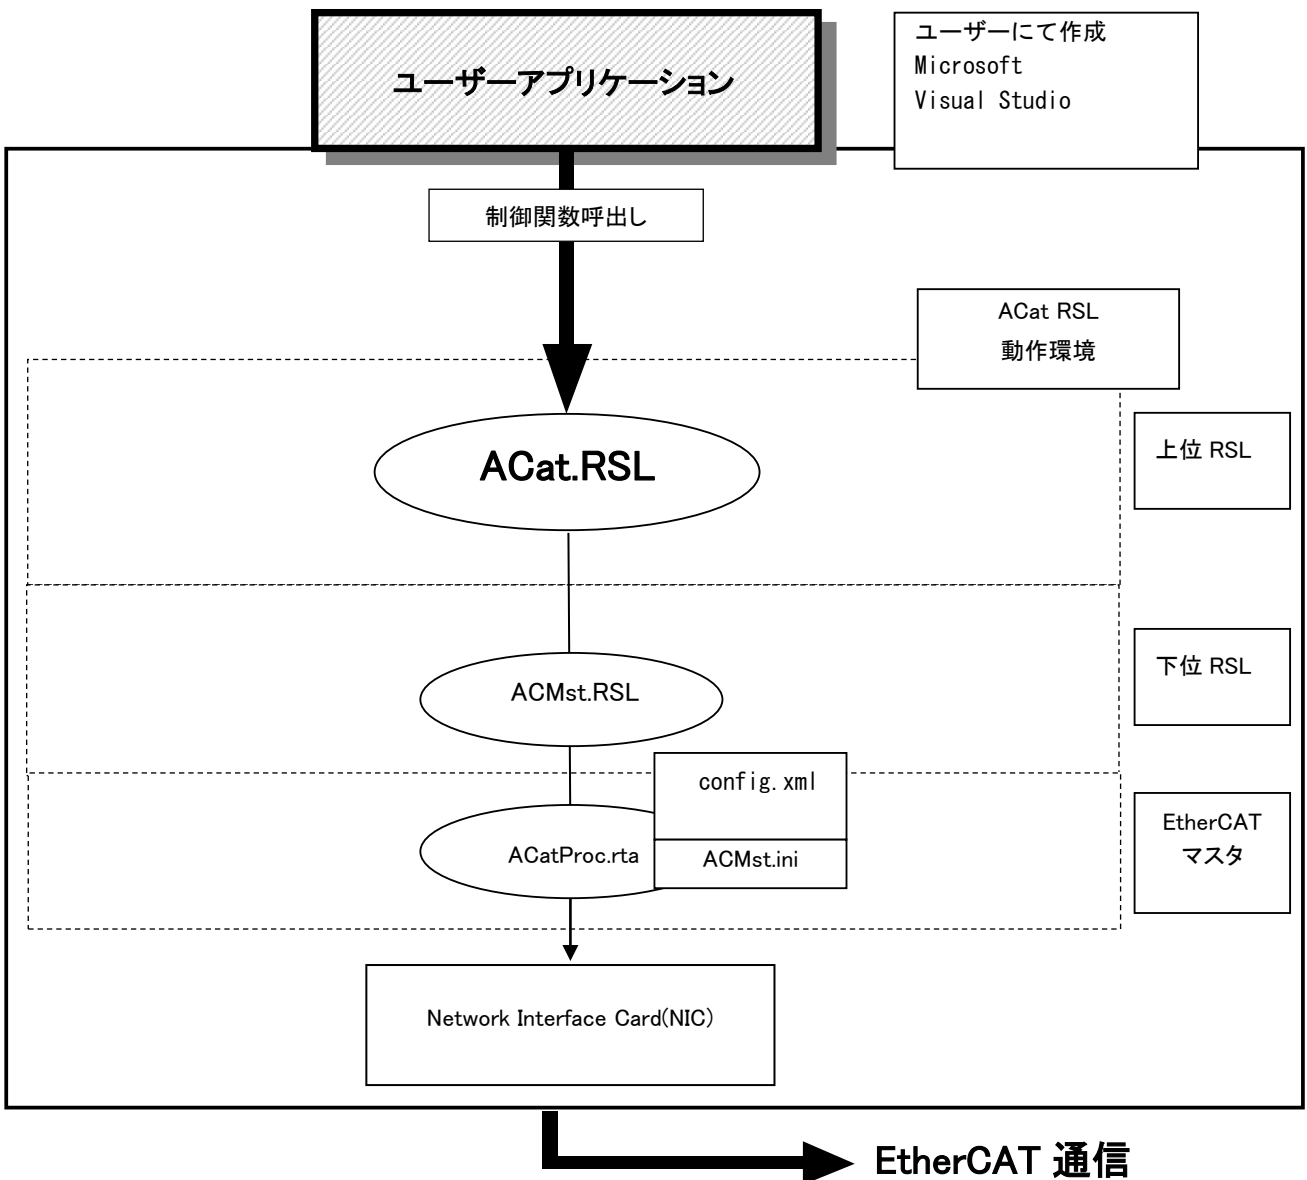 ユーザーアプリケーション
ユーザーにて作成
Microsoft
Visual Studio
制御関数呼出し
ACat RSL
動作環境
ACat.RSL
上位 RSL
ACMst.RSL
下位 RSL
config.xml
ACatProc.rta
ACMst.ini
EtherCAT
マスタ
Network Interface Card(NIC)
EtherCAT 通信